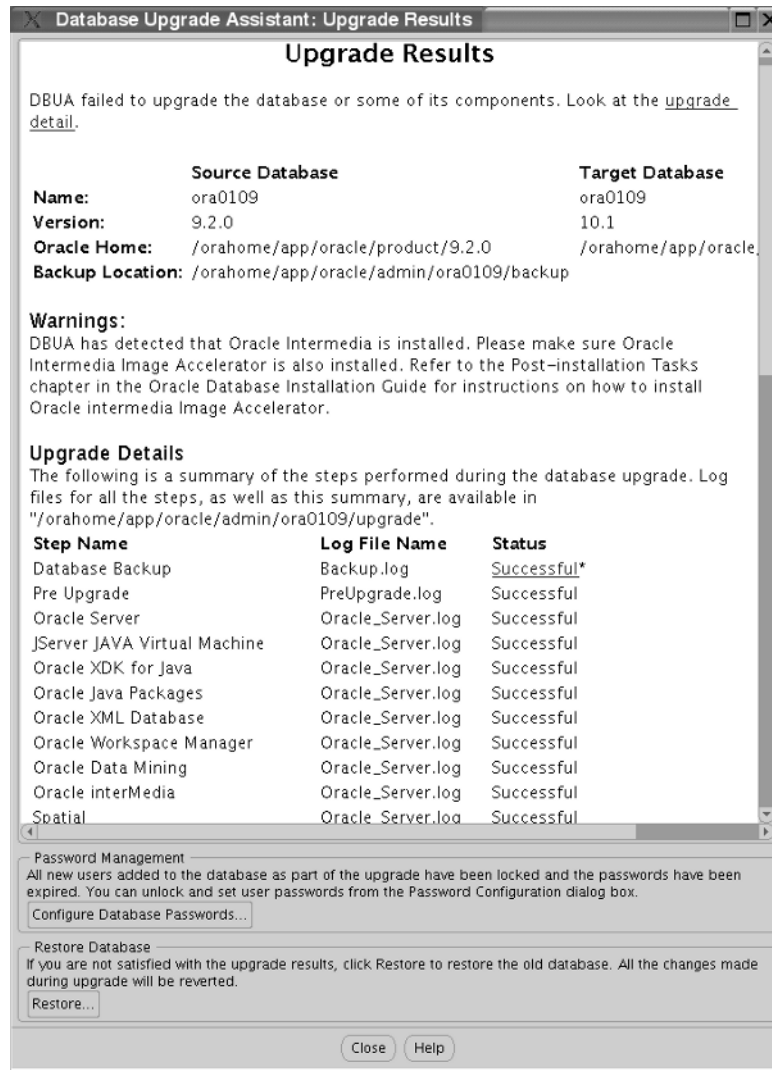 Database Upgrade Assistant: Upgrade Results
Upgrade Results
DBUA failed to upgrade the database or some of its components. Look at the upgrade
detail.
Source Database Target Database
Name: ora0109 ora0109
Version: 9.2.0 10.1
Oracle Home: /orahome/app/oracle/product/9.2.0 /orahome/app/oracle
Backup Location: /orahome/app/oracle/admin/ora0109/backup
Warnings:
DBUA has detected that Oracle Intermedia is installed. Please make sure Oracle
Intermedia Image Accelerator is also installed. Refer to the Post-installation Tasks
chapter in the Oracle Database Installation Guide for instructions on how to install
Oracle intermedia Image Accelerator.
Upgrade Details
The following is a summary of the steps performed during the database upgrade. Log
files for all the steps, as well as this summary, are available in
"/orahome/app/oracle/admin/ora0109/upgrade".
Step Name Log File Name Status
Database Backup Backup.log Successful*
Pre Upgrade PreUpgrade.log Successful
Oracle Server Oracle_Server.log Successful
JServer JAVA Virtual Machine Oracle_Server.log Successful
Oracle XDK for Java Oracle_Server.log Successful
Oracle Java Packages Oracle_Server.log Successful
Oracle XML Database Oracle_Server.log Successful
Oracle Workspace Manager Oracle_Server.log Successful
Oracle Data Mining Oracle_Server.log Successful
Oracle interMedia Oracle_Server.log Successful
Spatial Oracle_Server.log Successful
Password Management
All new users added to the database as part of the upgrade have been locked and the passwords have been
expired. You can unlock and set user passwords from the Password Configuration dialog box.
Configure Database Passwords...
Restore Database
If you are not satisfied with the upgrade results, click Restore to restore the old database. All the changes made
during upgrade will be reverted.
Restore...
Close Help